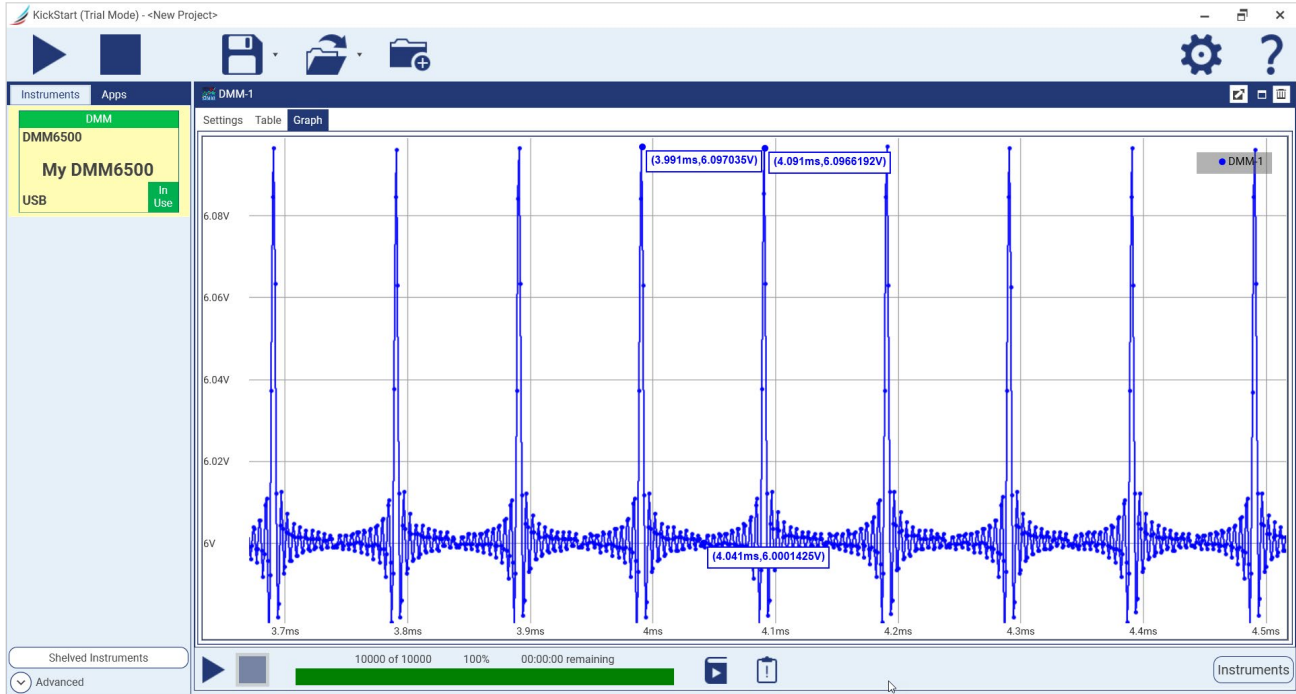 KickStart (Trial Mode) - <New Project>
Instruments Apps
DMM
DMM6500
My DMM6500
USB
In
Use
DMM-1
Settings Table Graph
(3.991ms,6.097035V) (4.091ms,6.0966192V)
DMM-1
6.08V
6.06V
6.04V
6.02V
6V
(4.041ms,6.0001425V)
3.7ms 3.8ms 3.9ms 4ms 4.1ms 4.2ms 4.3ms 4.4ms 4.5ms
Shelved Instruments
Advanced
10000 of 10000 100% 00:00:00 remaining
Instruments